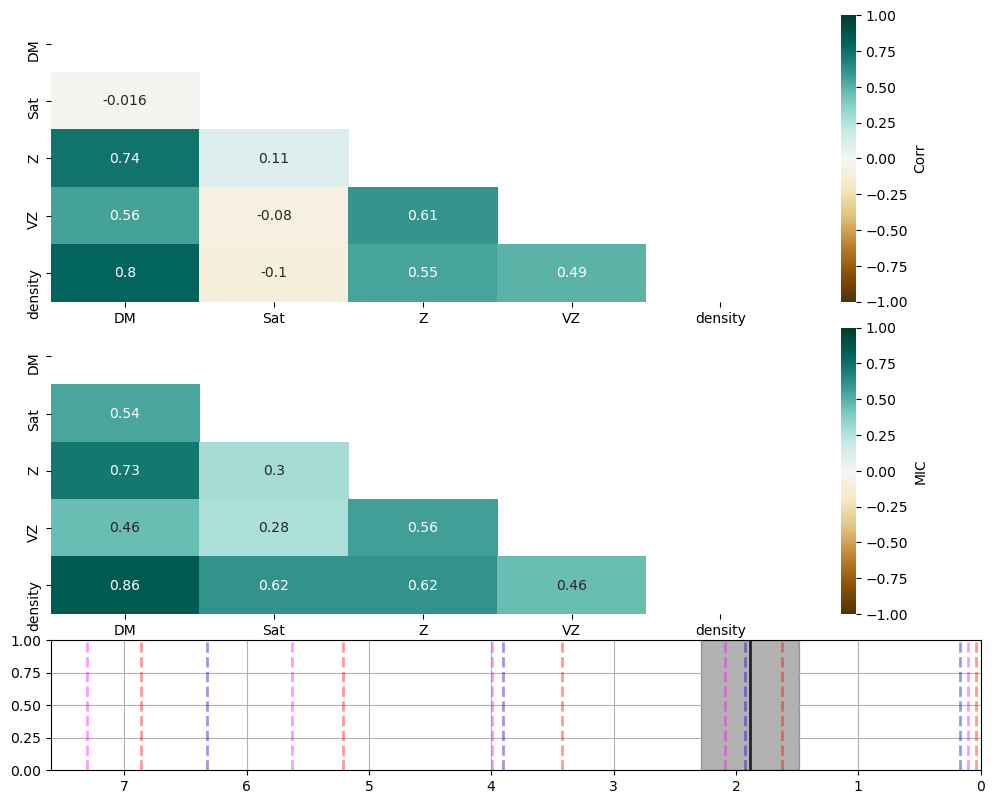 DM
Sat
Z
VZ
density
-0.016
0.74
0.11
0.56
-0.08
0.61
0.8
-0.1
0.55
0.49
DM
Sat
Z
VZ
density
1.00
0.75
0.50
0.25
0.00
−0.25
−0.50
−0.75
−1.00
Corr
DM
Sat
Z
VZ
density
0.54
0.73
0.3
0.46
0.28
0.56
0.86
0.62
0.62
0.46
DM
Sat
Z
VZ
density
1.00
0.75
0.50
0.25
0.00
−0.25
−0.50
−0.75
−1.00
MIC
1.00
0.75
0.50
0.25
0.00
7
6
5
4
3
2
1
0